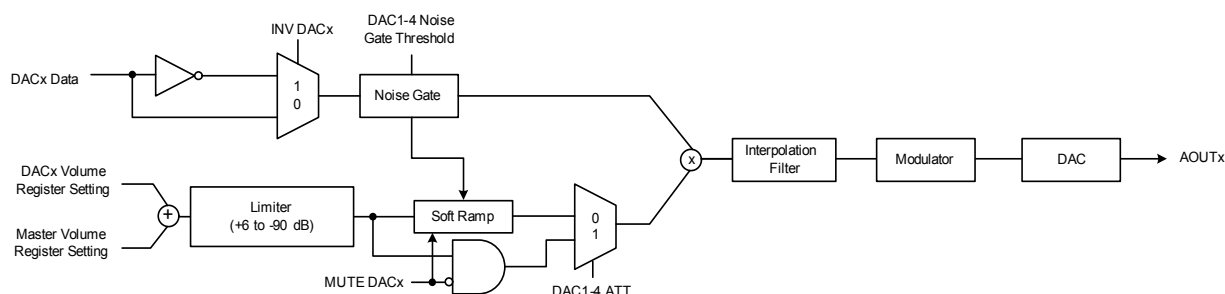 INV DACx
DAC1-4 Noise
Gate Threshold
DACx Data
1
0
Noise Gate
x
Interpolation
Filter
Modulator
DAC
AOUTx
DACx Volume
Register Setting
+
Limiter
(+6 to -90 dB)
Soft Ramp
0
1
Master Volume
Register Setting
MUTE DACx
DAC1-4 ATT